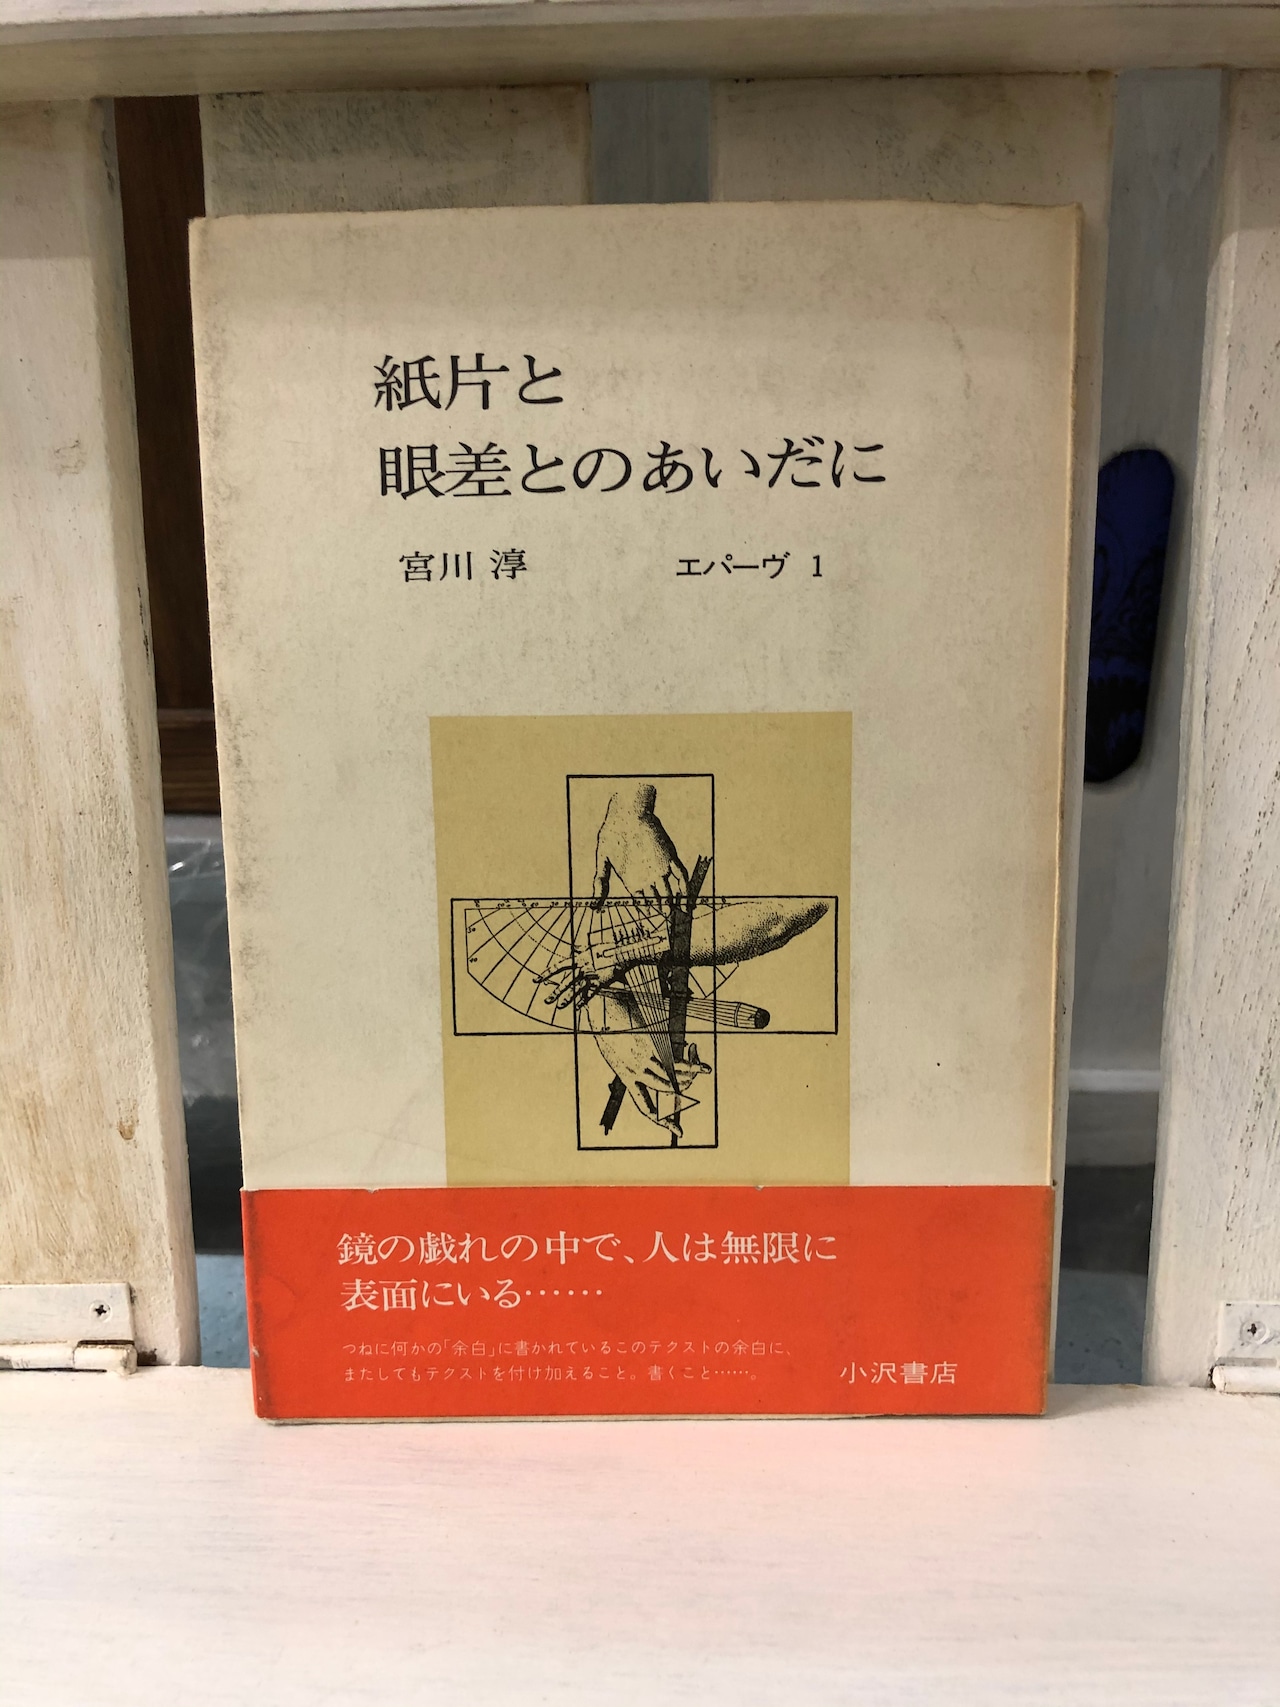 紙片と
眼差とのあいだに
宮川 淳
エパーヴ 1
鏡の戯れの中で、人は無限に
表面にいる……
つねに何かの「余白」に書かれているこのテクストの余白に、
またしてもテクストを付け加えること。書くこと……。
小沢書店